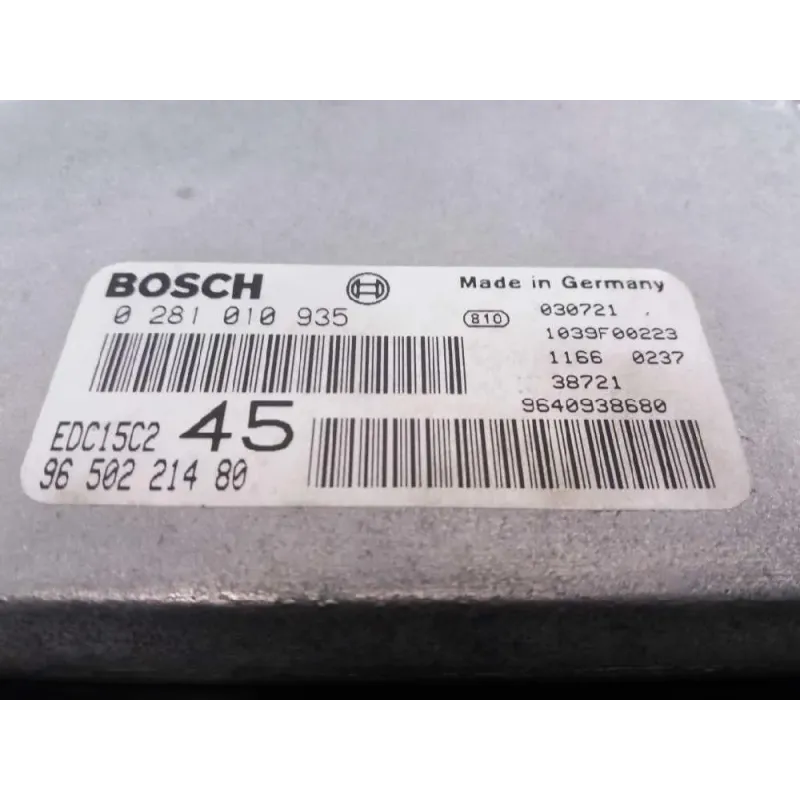 BOSCH
Made in Germany
0 281 010 935
810
030721
1039F00223
1166 0237
38721
9640938680
EDC15C2 45
96 502 214 80